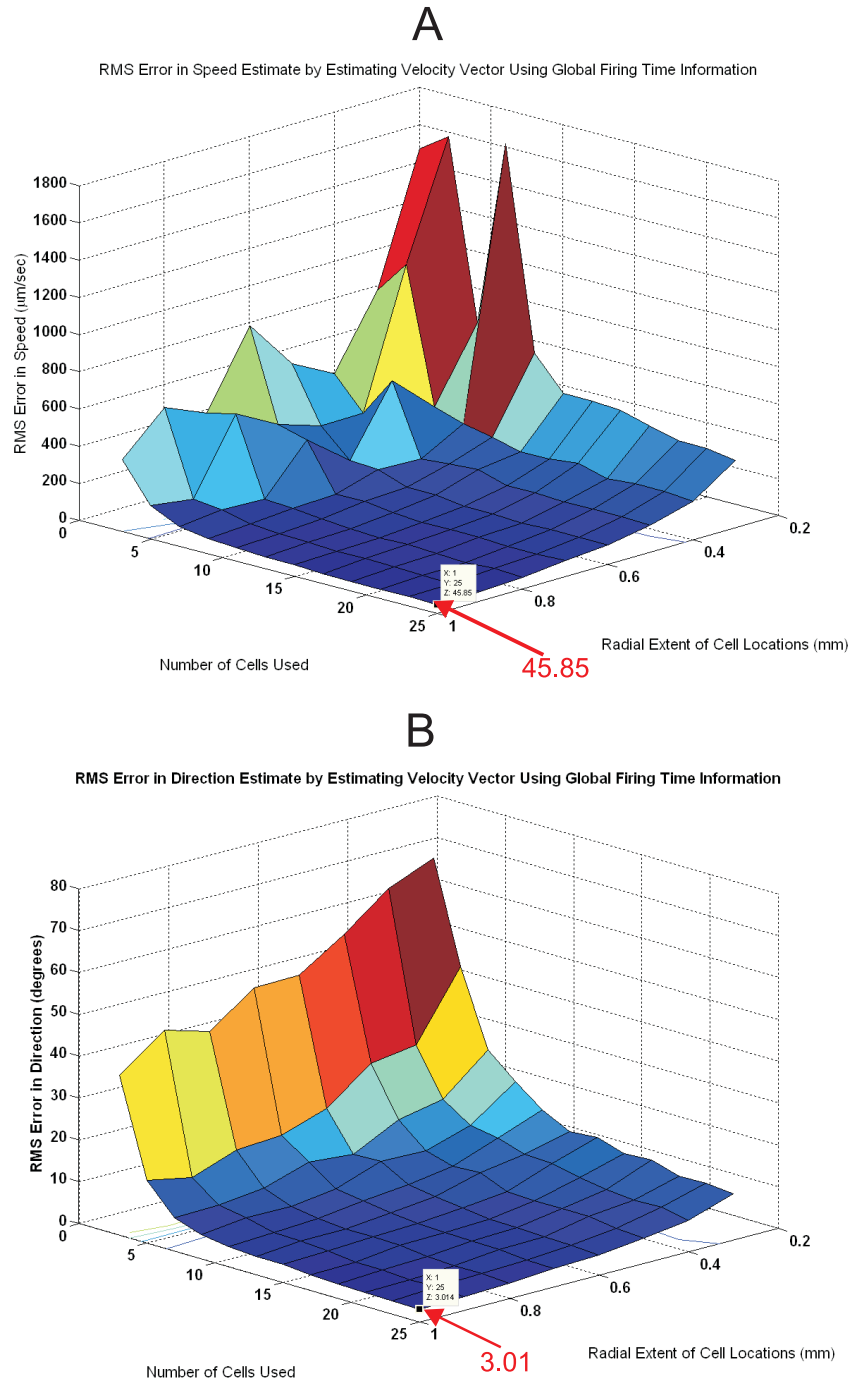 A
RMS Error in Speed Estimate by Estimating Velocity Vector Using Global Firing Time Information
RMS Error in Speed (μm/sec)
1800
1600
1400
1200
1000
800
600
400
200
0
0
5
10
15
20
25
1
0.8
0.6
0.4
0.2
X: 1
Y: 25
Z: 45.85
45.85
Number of Cells Used
Radial Extent of Cell Locations (mm)
B
RMS Error in Direction Estimate by Estimating Velocity Vector Using Global Firing Time Information
RMS Error in Direction (degrees)
80
70
60
50
40
30
20
10
0
0
5
10
15
20
25
1
0.8
0.6
0.4
0.2
X: 1
Y: 25
Z: 3.014
3.01
Number of Cells Used
Radial Extent of Cell Locations (mm)